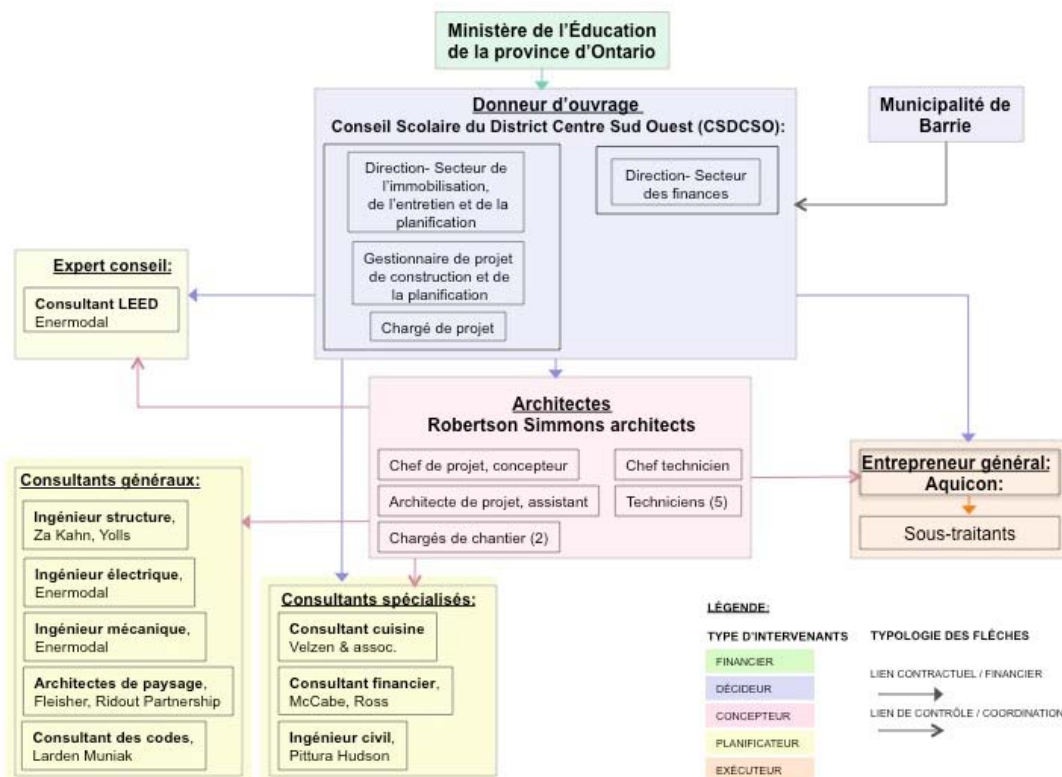 Ministère de l'Éducation
de la province d'Ontario
Donneur d'ouvrage
Conseil Scolaire du District Centre Sud Ouest (CSDCSO):
Direction- Secteur de
l'immobilisation,
de l'entretien et de la
planification
Direction- Secteur
des finances
Gestionnaire de projet
de construction et de
la planification
Chargé de projet
Municipalité de
Barrie
Expert conseil:
Consultant LEED
Enermodal
Architectes
Robertson Simmons architects
Chef de projet, concepteur
Chef technicien
Architecte de projet, assistant
Techniciens (5)
Chargés de chantier (2)
Entrepreneur général:
Aquicon:
Sous-traitants
Consultants généraux:
Ingénieur structure,
Za Kahn, Yolls
Ingénieur électrique,
Enermodal
Ingénieur mécanique,
Enermodal
Architectes de paysage,
Fleisher, Ridout Partnership
Consultant des codes,
Larden Muniak
Consultants spécialisés:
Consultant cuisine
Velzen & assoc.
Consultant financier,
McCabe, Ross
Ingénieur civil,
Pittura Hudson
LÉGENDE:
TYPE D'INTERVENANTS
FINANCIER
DÉCIDEUR
CONCEPTEUR
PLANIFICATEUR
EXÉCUTEUR
TYPOLOGIE DES FLÊCHES
LIEN CONTRACTUEL / FINANCIER
LIEN DE CONTRÔLE / COORDINATION